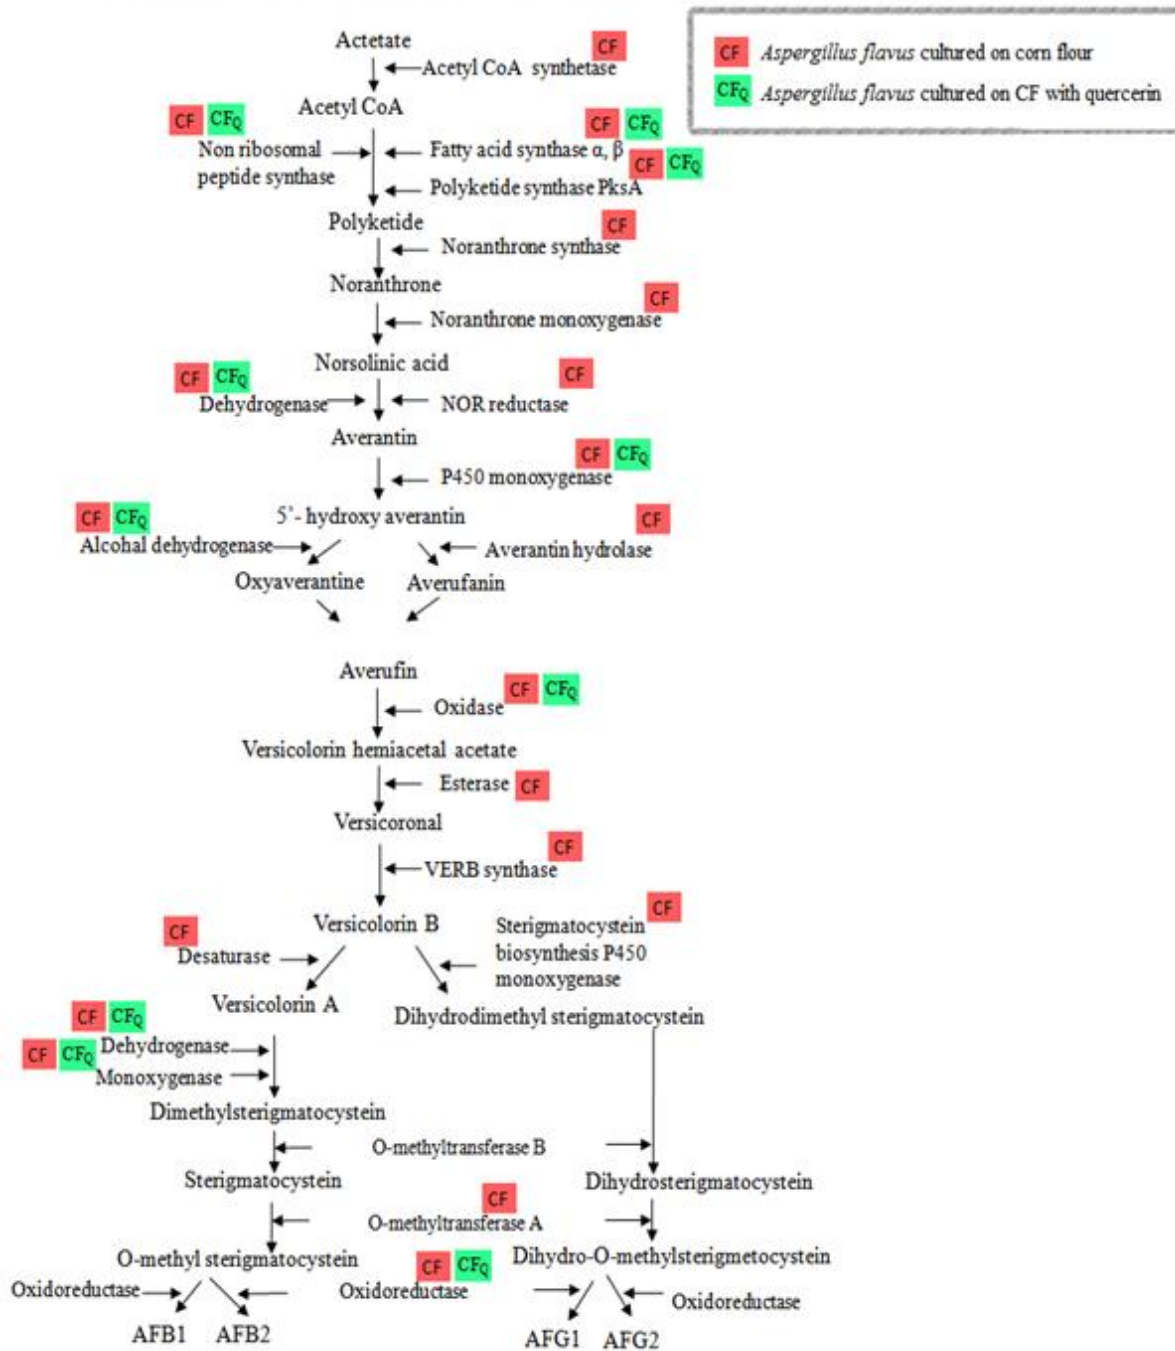 CF Aspergillus flavus cultured on corn flour
CFQ Aspergillus flavus cultured on CF with quercerin
Actetate
CF
Acetyl CoA synthetase
Acetyl CoA
CF CFQ
Non ribosomal
peptide synthase
CF CFQ
Fatty acid synthase α, β
CF CFQ
Polyketide synthase PksA
Polyketide
CF
Noranthrone synthase
Noranthrone
CF
Noranthrone monoxygenase
Norsolinic acid
CF CFQ
Dehydrogenase
CF
NOR reductase
Averantin
CF CFQ
P450 monoxygenase
5'- hydroxy averantin
CF CFQ
Alcohal dehydrogenase
CF
Averantin hydrolase
Oxyaverantine
Averufanin
Averufin
CF CFQ
Oxidase
Versicolorin hemiacetal acetate
Esterase CF
Versicoronal
CF
VERB synthase
Versicolorin B
CF
Desaturase
CF
Sterigmatocystein
biosynthesis P450
monoxygenase
Versicolorin A
Dihydrodimethyl sterigmatocystein
CF CFQ
Dehydrogenase
CF CFQ
Monoxygenase
Dimethylsterigmatocystein
O-methyltransferase B
Sterigmatocystein
Dihydrosterigmatocystein
CF
O-methyltransferase A
O-methyl sterigmatocystein
Dihydro-O-methylsterigmetocystein
CF CFQ
Oxidoreductase
Oxidoreductase
Oxidoreductase
AFB1
AFB2
AFG1
AFG2